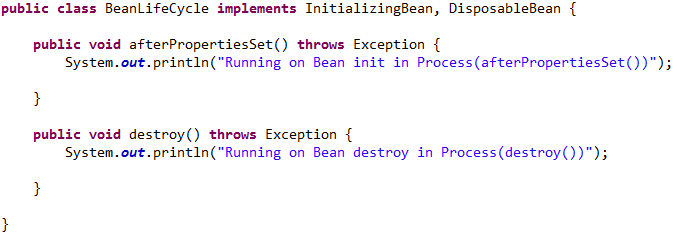 public class BeanLifeCycle implements InitializingBean, DisposableBean {
public void afterPropertiesSet() throws Exception {
System.out.println("Running on Bean init in Process(afterPropertiesSet())");
}
public void destroy() throws Exception {
System.out.println("Running on Bean destroy in Process(destroy())");
}
}